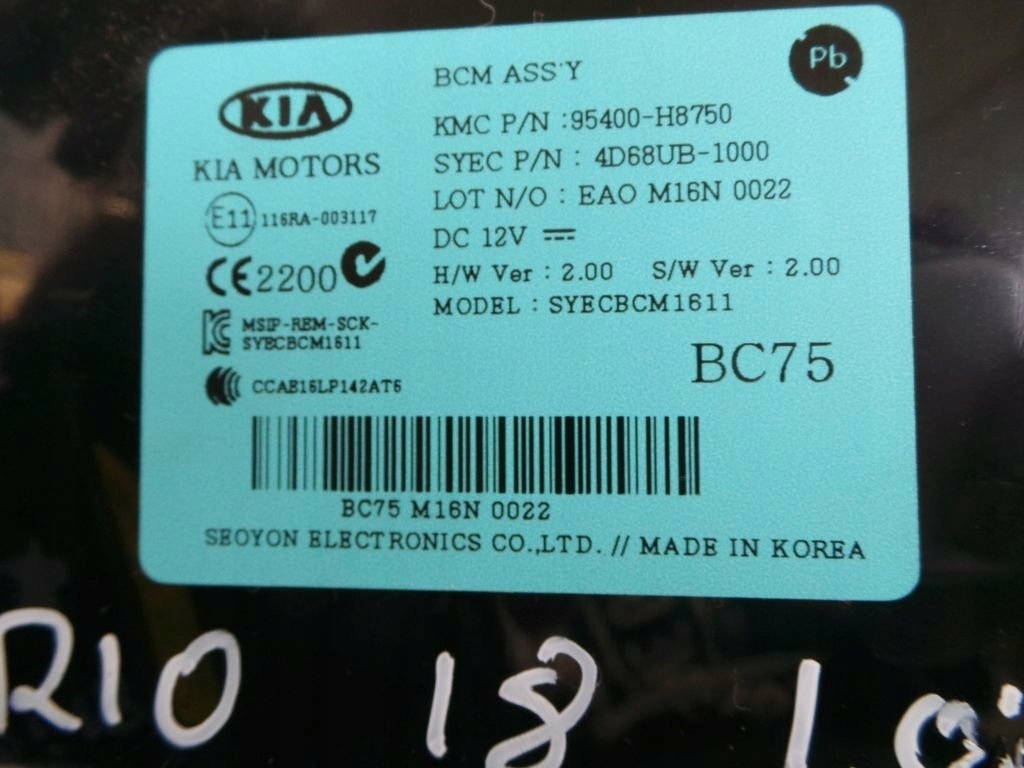 Pb
BCM ASS'Y
KIA
KMC P/N :95400-H8750
KIA MOTORS
SYEC P/N : 4D68UB-1000
LOT N/O : EAO M16N 0022
E11 116RA-003117
DC 12V
CE2200
H/W Ver : 2.00 S/W Ver : 2.00
MODEL : SYECBCM1611
MSIP-REM-SCK-
SYECBCM1611
BC75
CCAB16LP142AT6
BC75 M16N 0022
SEOYON ELECTRONICS CO.,LTD. // MADE IN KOREA
RIO 18